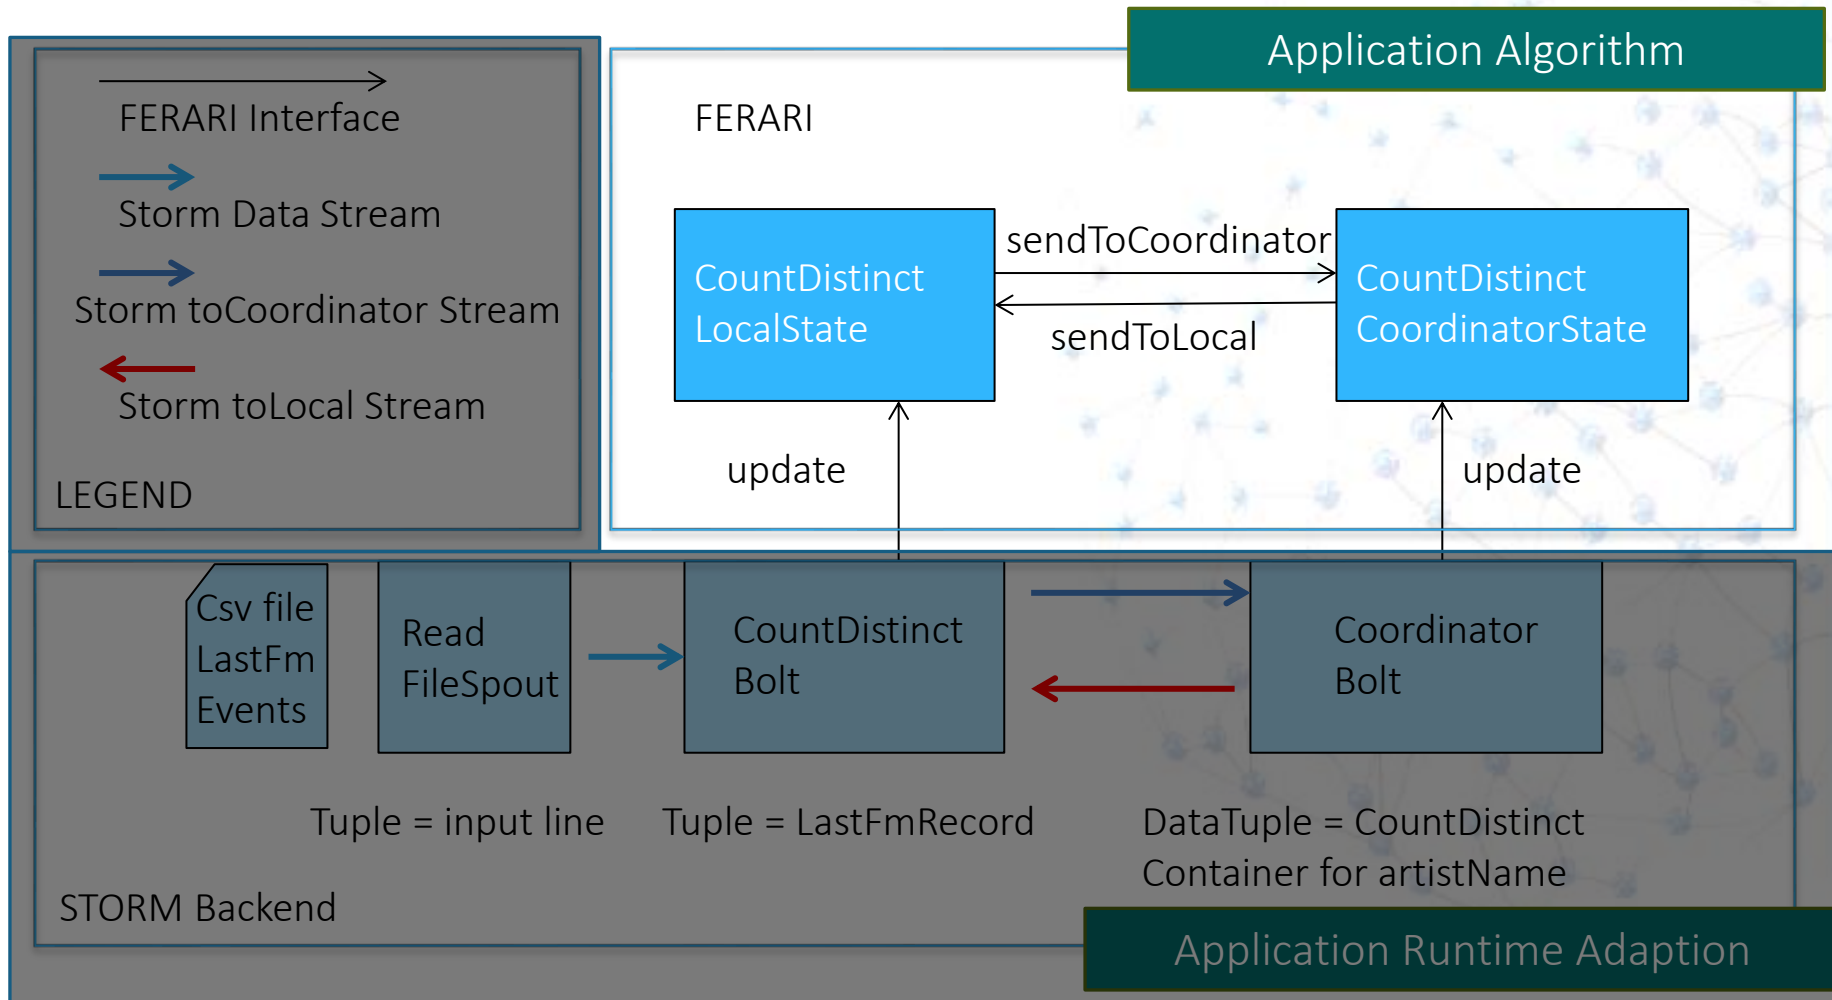 Application Algorithm
FERARI Interface
Storm Data Stream
Storm toCoordinator Stream
Storm toLocal Stream
LEGEND
FERARI
CountDistinct
LocalState
sendToCoordinator
sendToLocal
CountDistinct
CoordinatorState
update
update
Csv file
LastFm
Events
Read
FileSpout
CountDistinct
Bolt
Coordinator
Bolt
Tuple = input line
Tuple = LastFmRecord
DataTuple = CountDistinct
Container for artistName
STORM Backend
Application Runtime Adaption